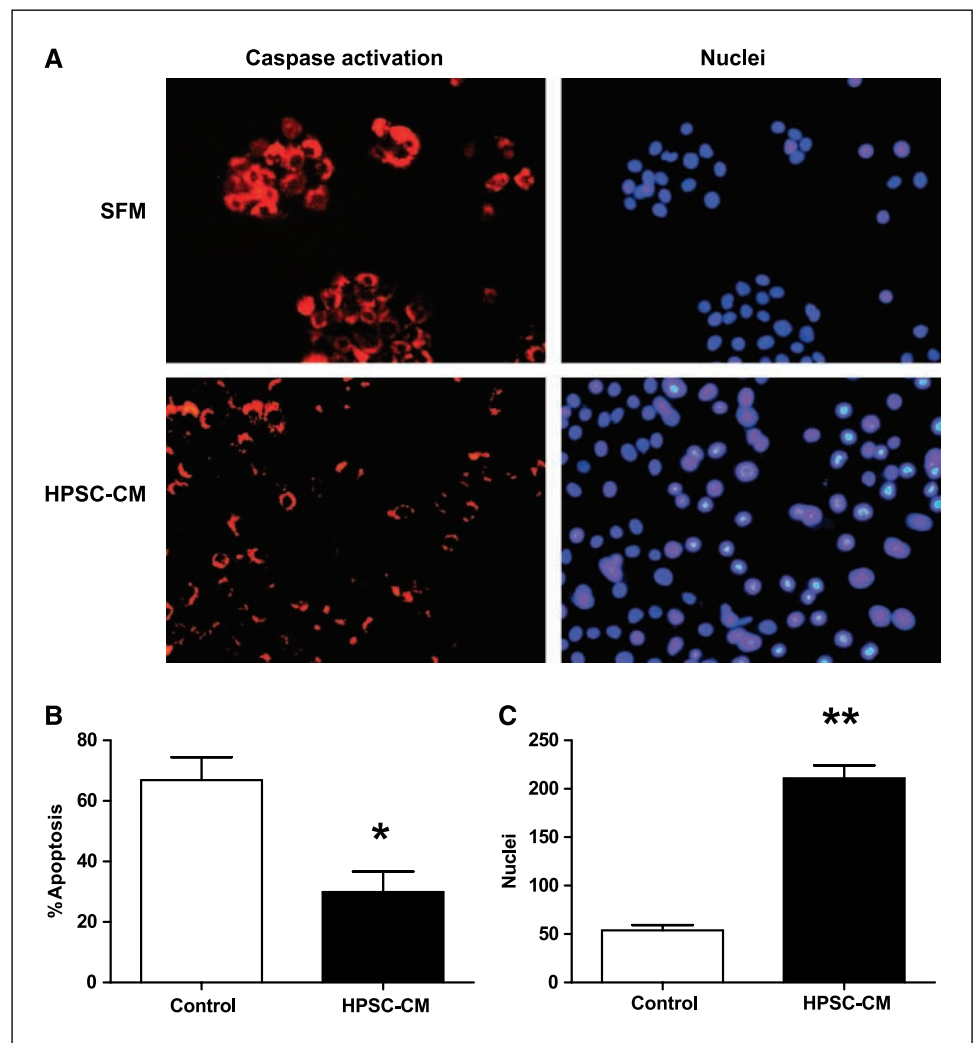 A
Caspase activation Nuclei
SFM
HPSC-CM
B
80
60
40
20
0
%Apoptosis
*
Control HPSC-CM
C
250
200
150
100
50
0
Nuclei
**
Control HPSC-CM